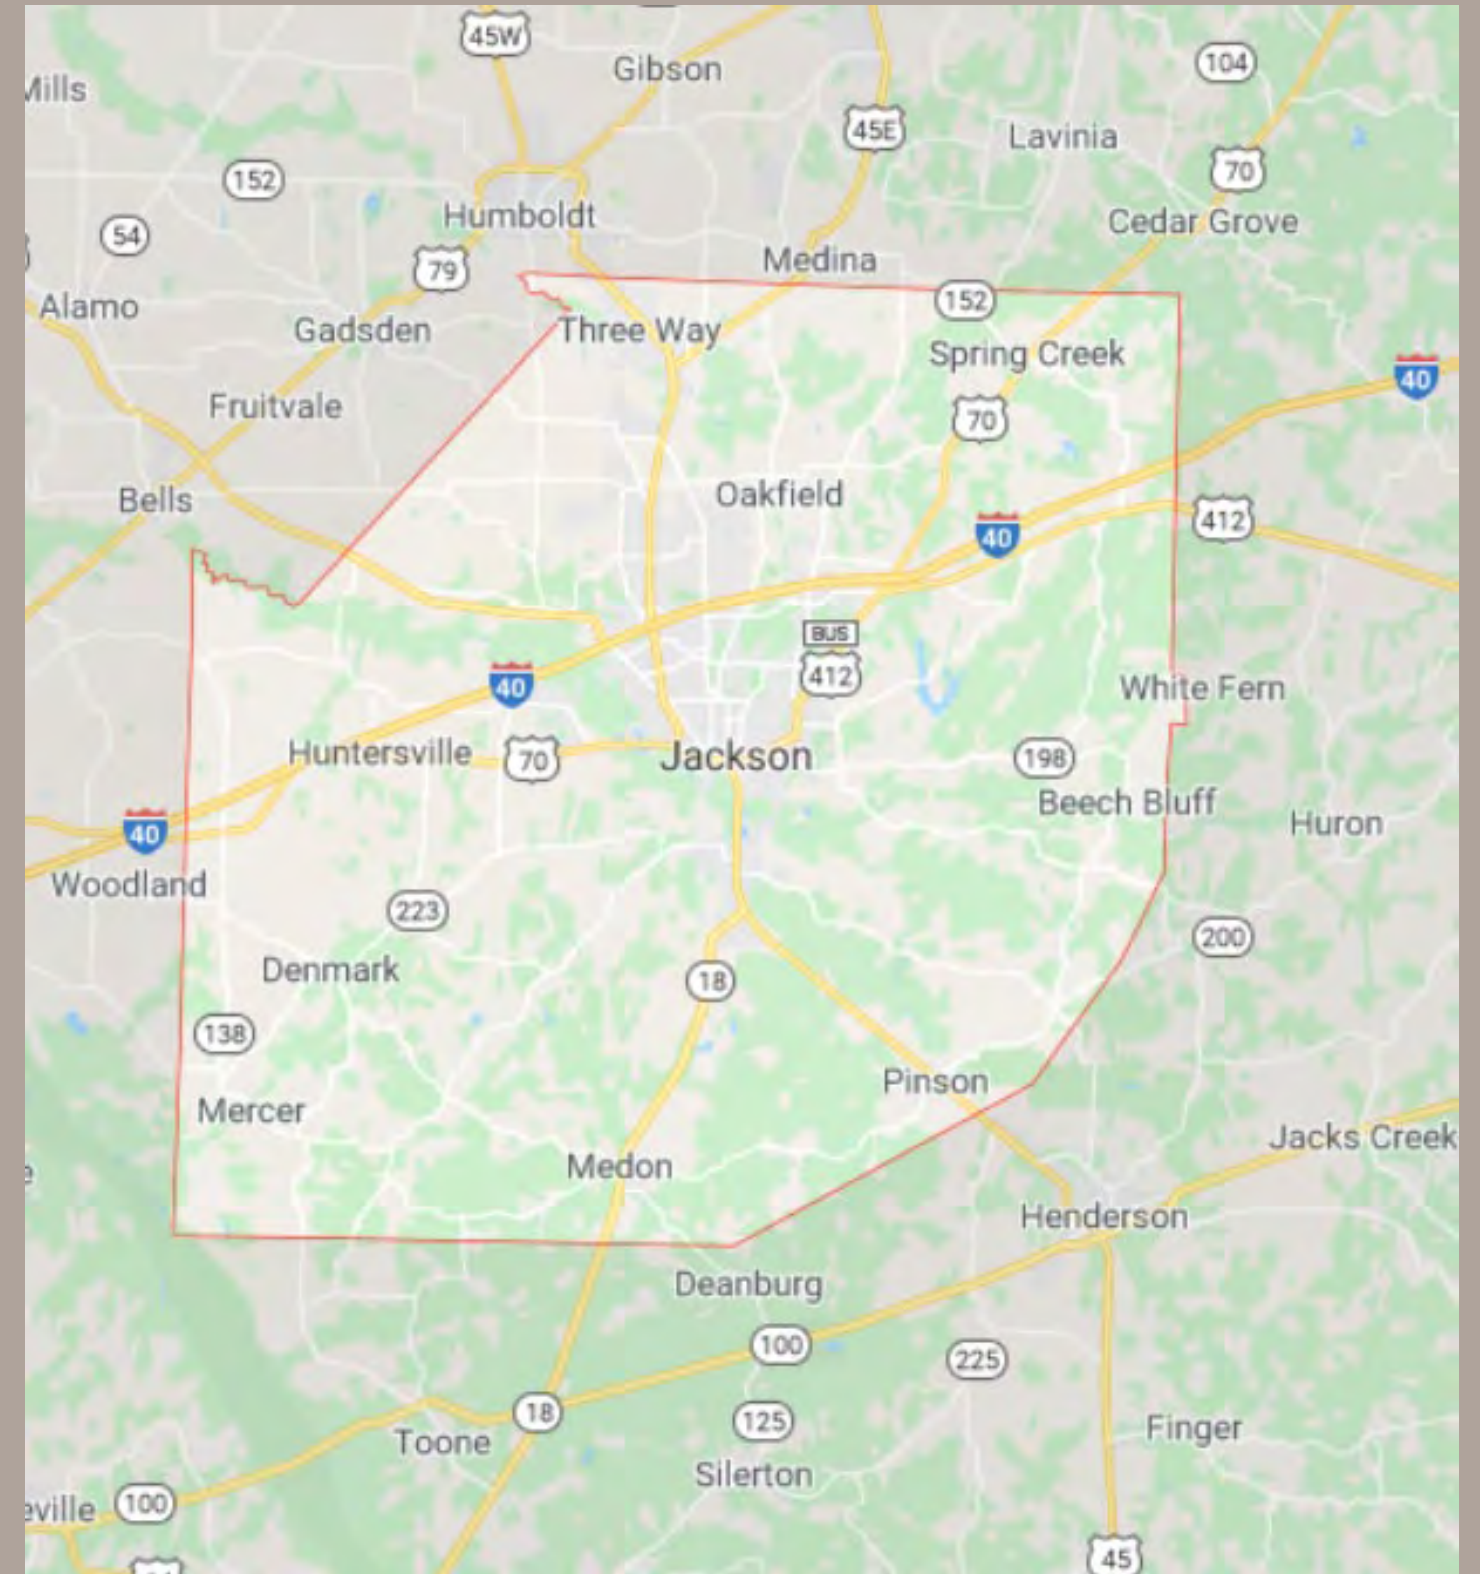 45W
Gibson
104
Mills
45E
Lavinia
70
152
54
Humboldt
Cedar Grove
79
Medina
Alamo
152
Gadsden
Three Way
Spring Creek
40
Fruitvale
70
Bells
Oakfield
412
40
BUS
412
40
White Fern
Huntersville
70
Jackson
198
40
Beech Bluff
Huron
Woodland
223
200
Denmark
18
138
Pinson
Mercer
Jacks Creek
Medon
Henderson
Deanburg
100
225
18
125
Finger
Toone
Silerton
eville
100
45